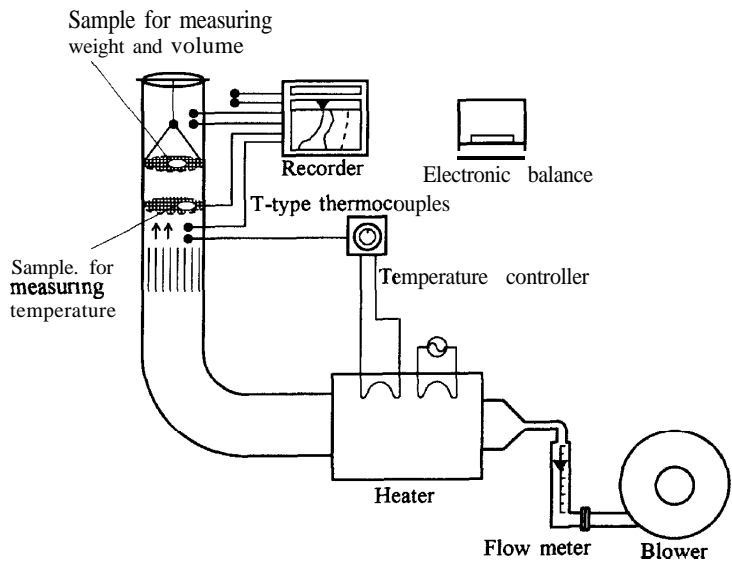 Sample for measuring
weight and volume
Recorder
Electronic balance
T-type thermocouples
Temperature controller
Sample. for
measuring
temperature
Heater
Flow meter
Blower